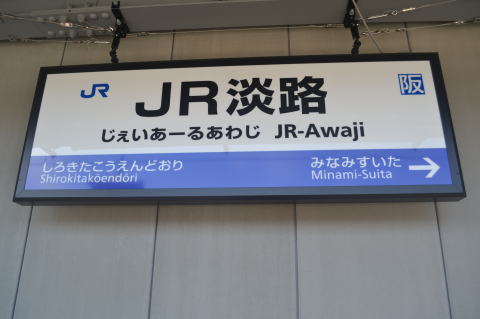 JR
JR淡路
阪
じぇいあーるあわじ JR-Awaji
しろきたこうえんどおり
Shirokitakōendōri
みなみすいた
Minami-Suita
→